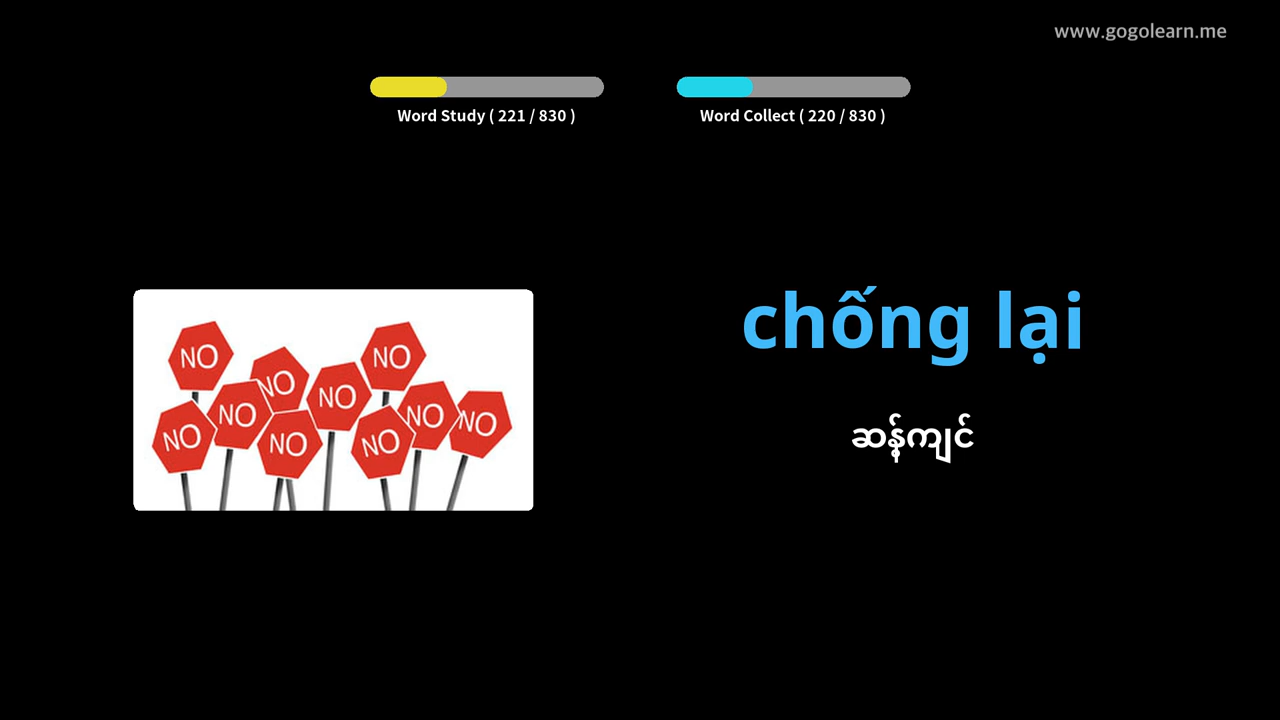 www.gogolearn.me
Word Study ( 221 / 830 )
Word Collect ( 220 / 830 )
NO
NO
NO
NO
NO
NO
NO
NO
NO
NO
chống lại
ဆန့်ကျင်